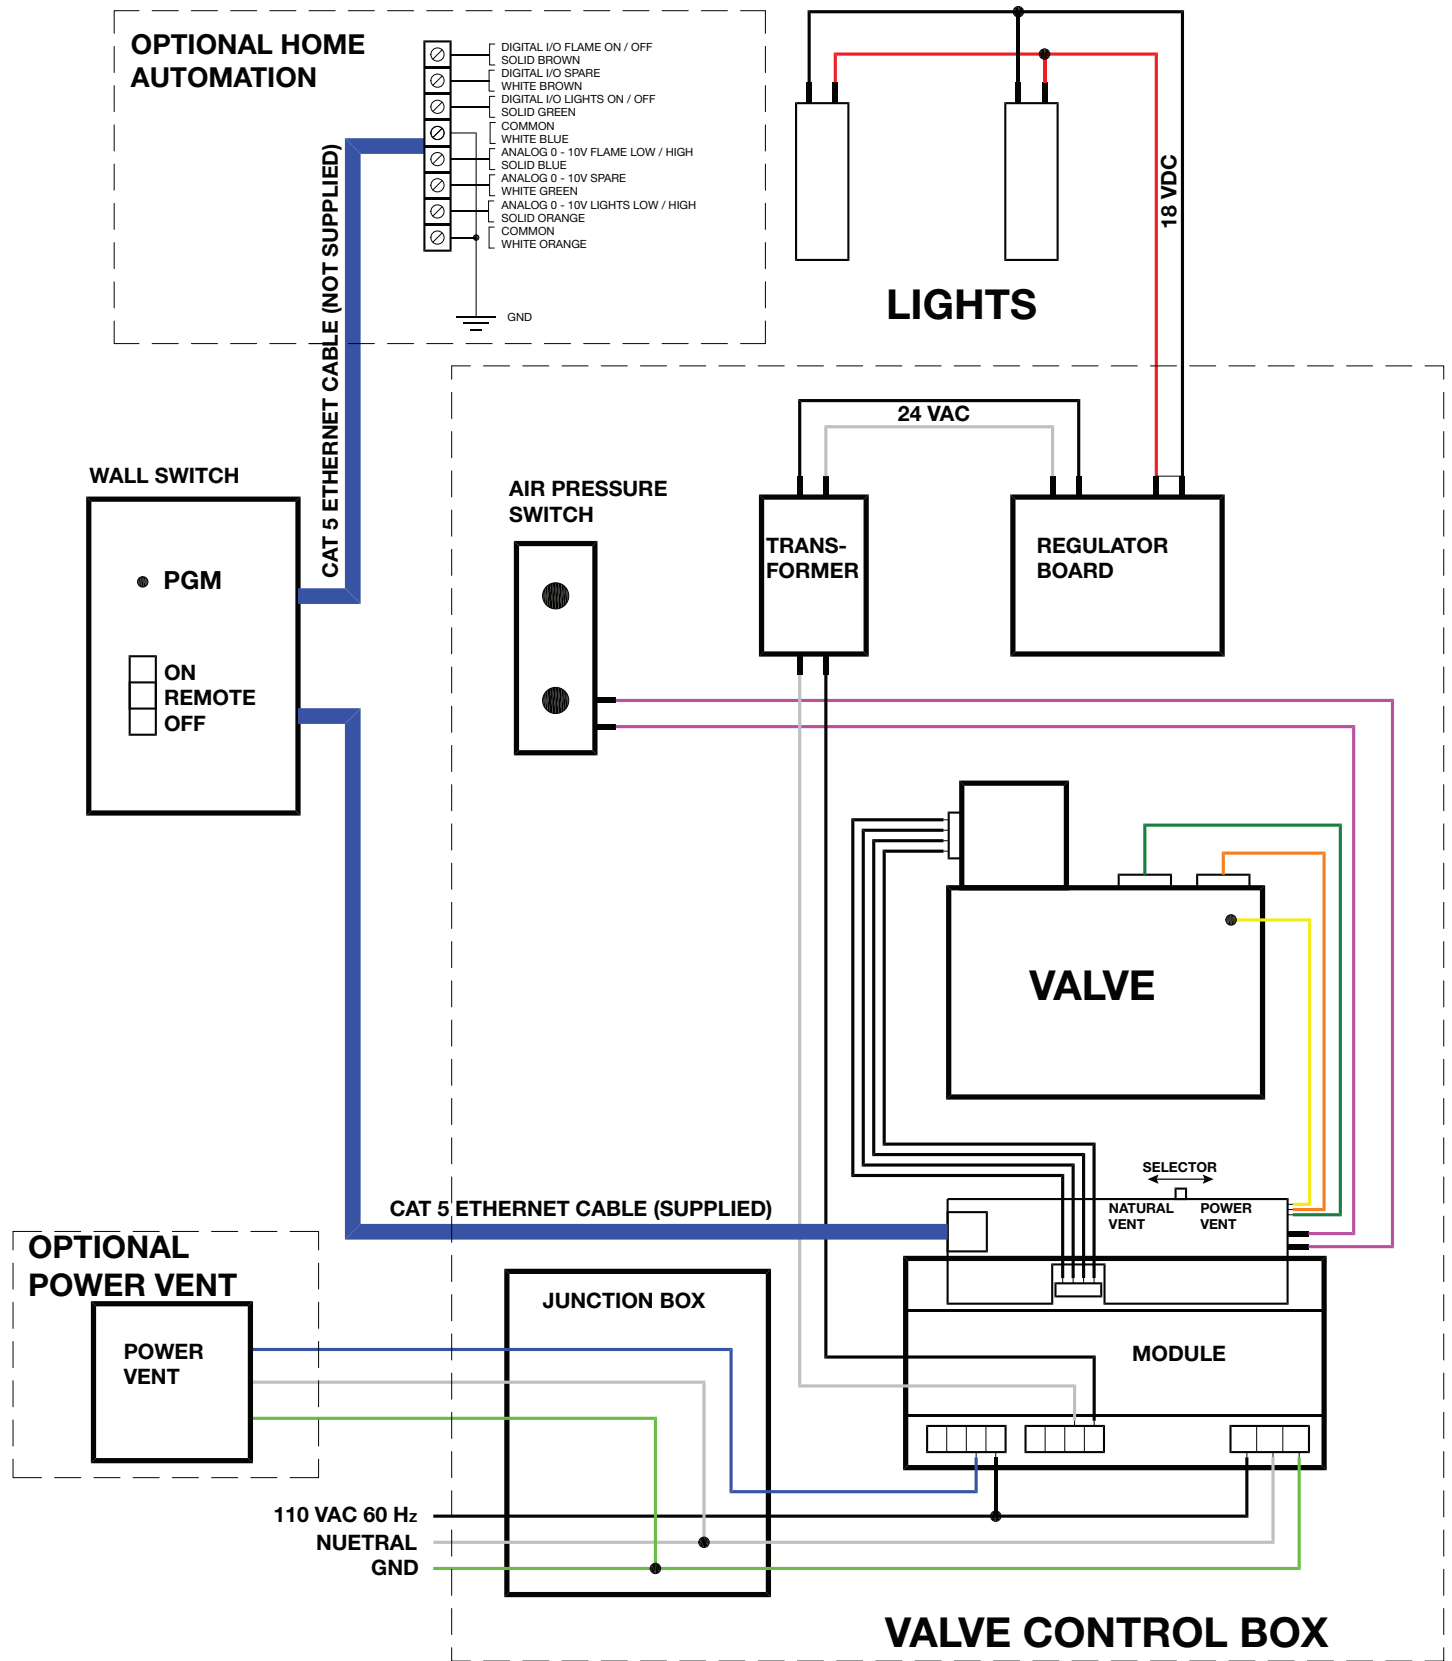 OPTIONAL HOME
AUTOMATION
DIGITAL I/O FLAME ON / OFF
SOLID BROWN
DIGITAL I/O SPARE
WHITE BROWN
DIGITAL I/O LIGHTS ON / OFF
SOLID GREEN
COMMON
WHITE BLUE
ANALOG 0 - 10V FLAME LOW / HIGH
SOLID BLUE
ANALOG 0 - 10V SPARE
WHITE GREEN
ANALOG 0 - 10V LIGHTS LOW / HIGH
SOLID ORANGE
COMMON
WHITE ORANGE
GND
CAT 5 ETHERNET CABLE (NOT SUPPLIED)
18 VDC
LIGHTS
24 VAC
WALL SWITCH
PGM
ON
REMOTE
OFF
AIR PRESSURE
SWITCH
TRANS-
FORMER
REGULATOR
BOARD
VALVE
SELECTOR
NATURAL
VENT
POWER
VENT
CAT 5 ETHERNET CABLE (SUPPLIED)
OPTIONAL
POWER VENT
POWER
VENT
JUNCTION BOX
MODULE
110 VAC 60 Hz
NUETRAL
GND
VALVE CONTROL BOX